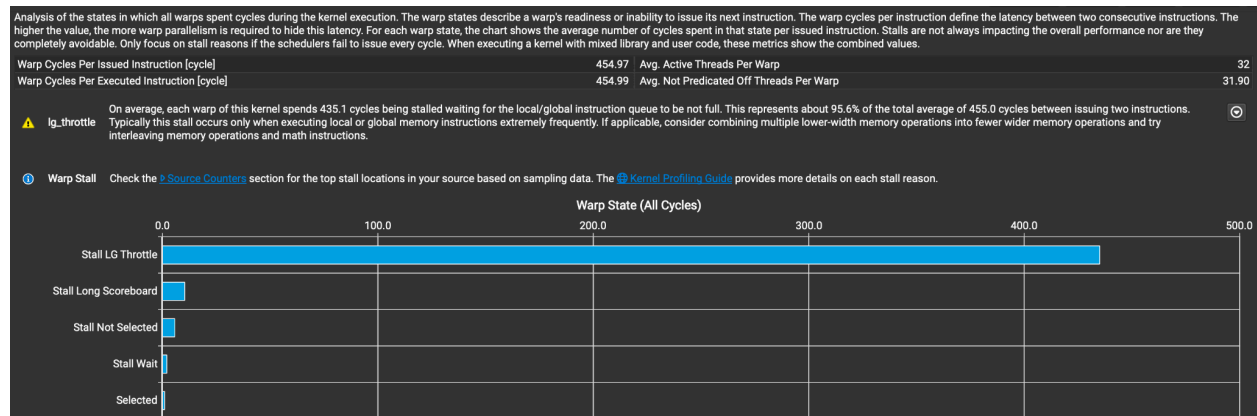 Analysis of the states in which all warps spent cycles during the kernel execution. The warp states describe a warp's readiness or inability to issue its next instruction. The warp cycles per instruction define the latency between two consecutive instructions. The
higher the value, the more warp parallelism is required to hide this latency. For each warp state, the chart shows the average number of cycles spent in that state per issued instruction. Stalls are not always impacting the overall performance nor are they
completely avoidable. Only focus on stall reasons if the schedulers fail to issue every cycle. When executing a kernel with mixed library and user code, these metrics show the combined values.
Warp Cycles Per Issued Instruction [cycle] 454.97 Avg. Active Threads Per Warp 32
Warp Cycles Per Executed Instruction [cycle] 454.99 Avg. Not Predicated Off Threads Per Warp 31.90
On average, each warp of this kernel spends 435.1 cycles being stalled waiting for the local/global instruction queue to be not full. This represents about 95.6% of the total average of 455.0 cycles between issuing two instructions.
lg_throttle Typically this stall occurs only when executing local or global memory instructions extremely frequently. If applicable, consider combining multiple lower-width memory operations into fewer wider memory operations and try
interleaving memory operations and math instructions.
Warp Stall Check the Source Counters section for the top stall locations in your source based on sampling data. The Kernel Profiling Guide provides more details on each stall reason.
Warp State (All Cycles)
0.0 100.0 200.0 300.0 400.0 500.0
Stall LG Throttle
Stall Long Scoreboard
Stall Not Selected
Stall Wait
Selected